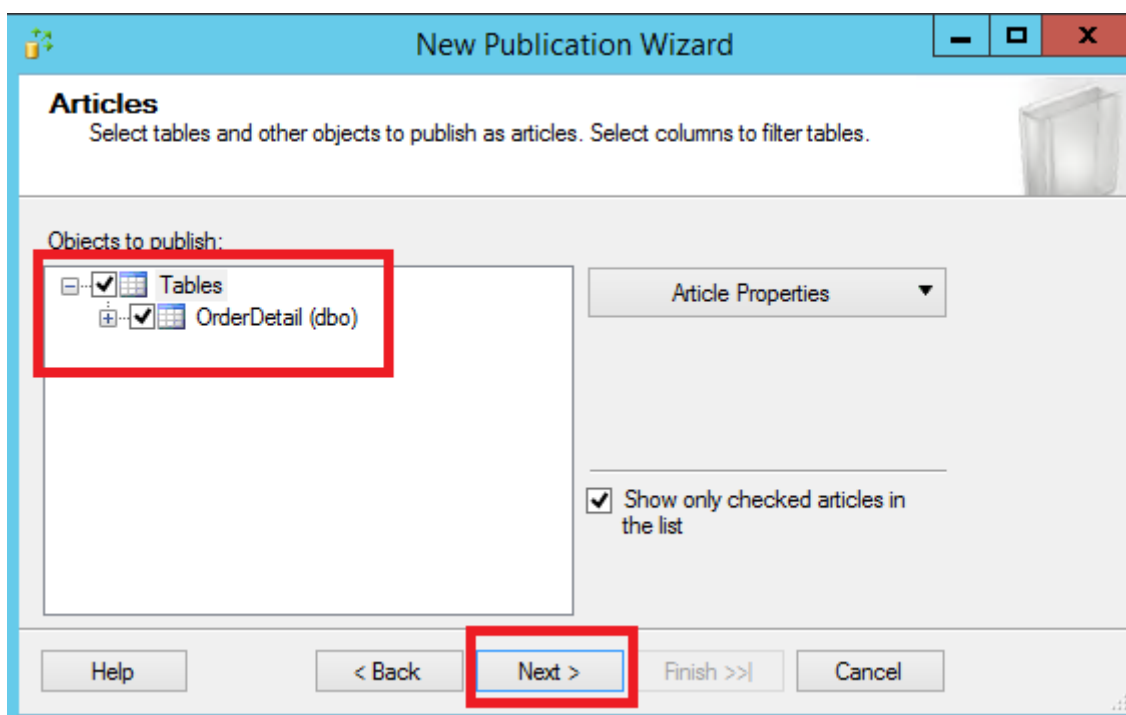 New Publication Wizard
Articles
Select tables and other objects to publish as articles. Select columns to filter tables.
Objects to publish:
Tables
OrderDetail (dbo)
Article Properties
Show only checked articles in
the list
Help
< Back
Next >
Finish >>|
Cancel